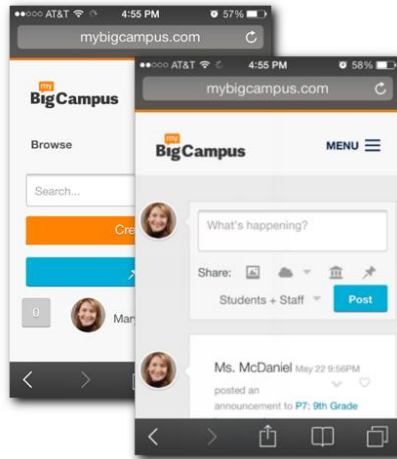 AT&T 4:55 PM 57%
mybigcampus.com
my
BigCampus
Browse
Search...
Cre
0
Mar
AT&T 4:55 PM 58%
mybigcampus.com
my
BigCampus
MENU
What's happening?
Share:
Students + Staff
Post
Ms. McDaniel May 22 9:56PM
posted an
announcement to P7: 9th Grade